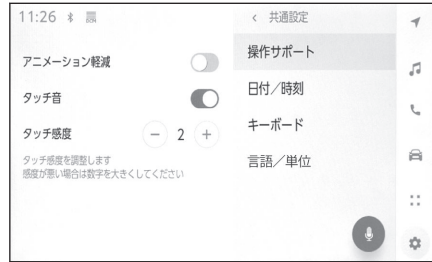 11:26
アニメーション軽減
タッチ音
タッチ感度
− 2 +
タッチ感度を調整します
感度が悪い場合は数字を大きくしてください
< 共通設定
操作サポート
日付／時刻
キーボード
言語／単位